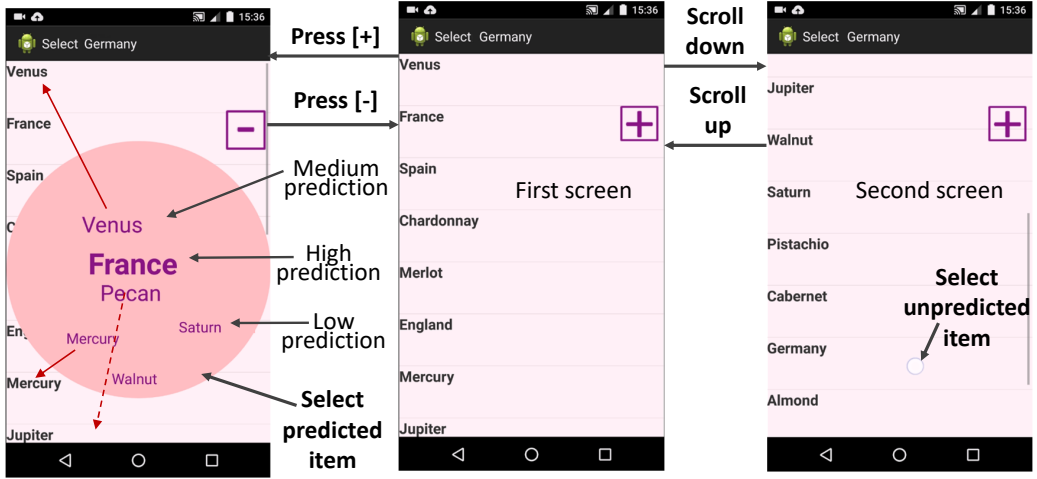 15:36
Select Germany
Venus
France
Spain
C
En
Mercury
Jupiter
Venus
France
Pecan
Mercury
Saturn
Walnut
Press [+]
Press [-]
Medium
prediction
High
prediction
Low
prediction
Select
predicted
item
15:36
Select Germany
Venus
France
Spain
First screen
Chardonnay
Merlot
England
Mercury
Jupiter
Scroll
down
Scroll
up
15:36
Select Germany
Jupiter
Walnut
Saturn
Second screen
Pistachio
Cabernet
Germany
Almond
Select
unpredicted
item